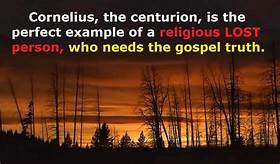 Cornelius, the centurion, is the
perfect example of a religious LOST
person, who needs the gospel truth.